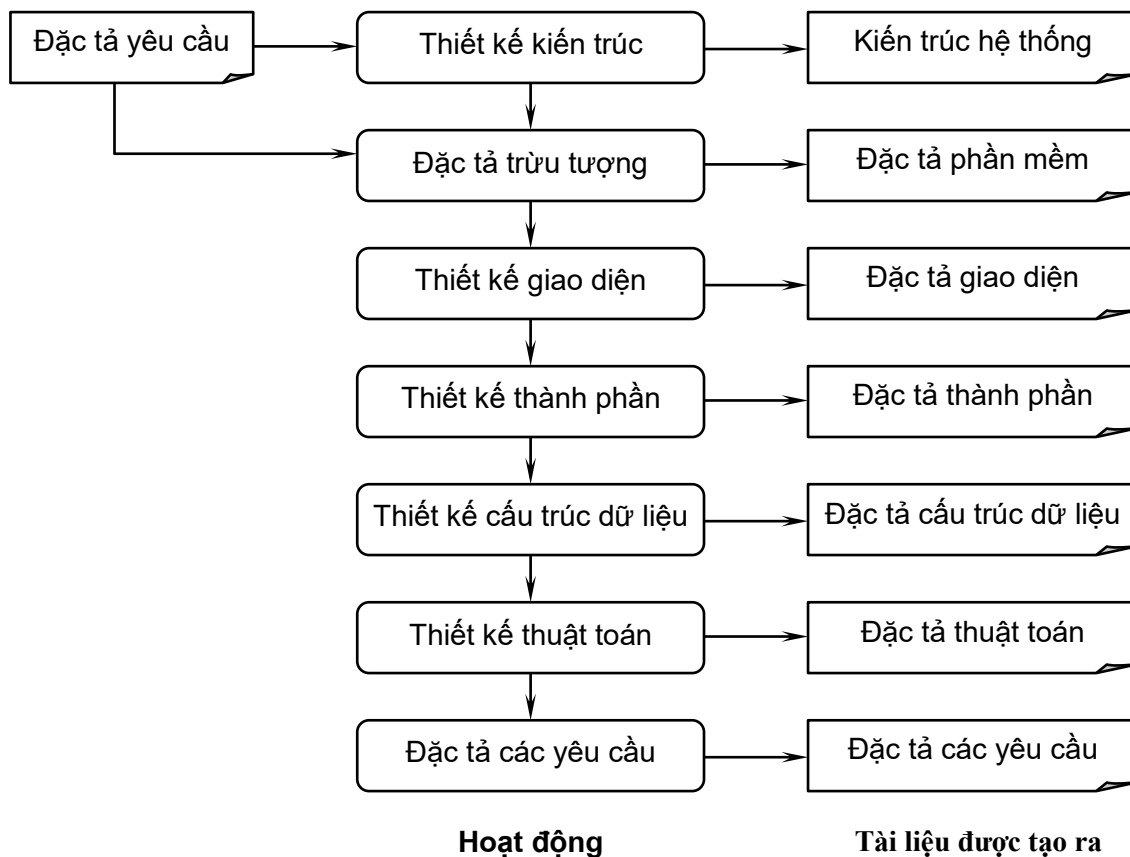 Đặc tả yêu cầu
Thiết kế kiến trúc
Kiến trúc hệ thống
Đặc tả trừu tượng
Đặc tả phần mềm
Thiết kế giao diện
Đặc tả giao diện
Thiết kế thành phần
Đặc tả thành phần
Thiết kế cấu trúc dữ liệu
Đặc tả cấu trúc dữ liệu
Thiết kế thuật toán
Đặc tả thuật toán
Đặc tả các yêu cầu
Đặc tả các yêu cầu
Hoạt động
Tài liệu được tạo ra